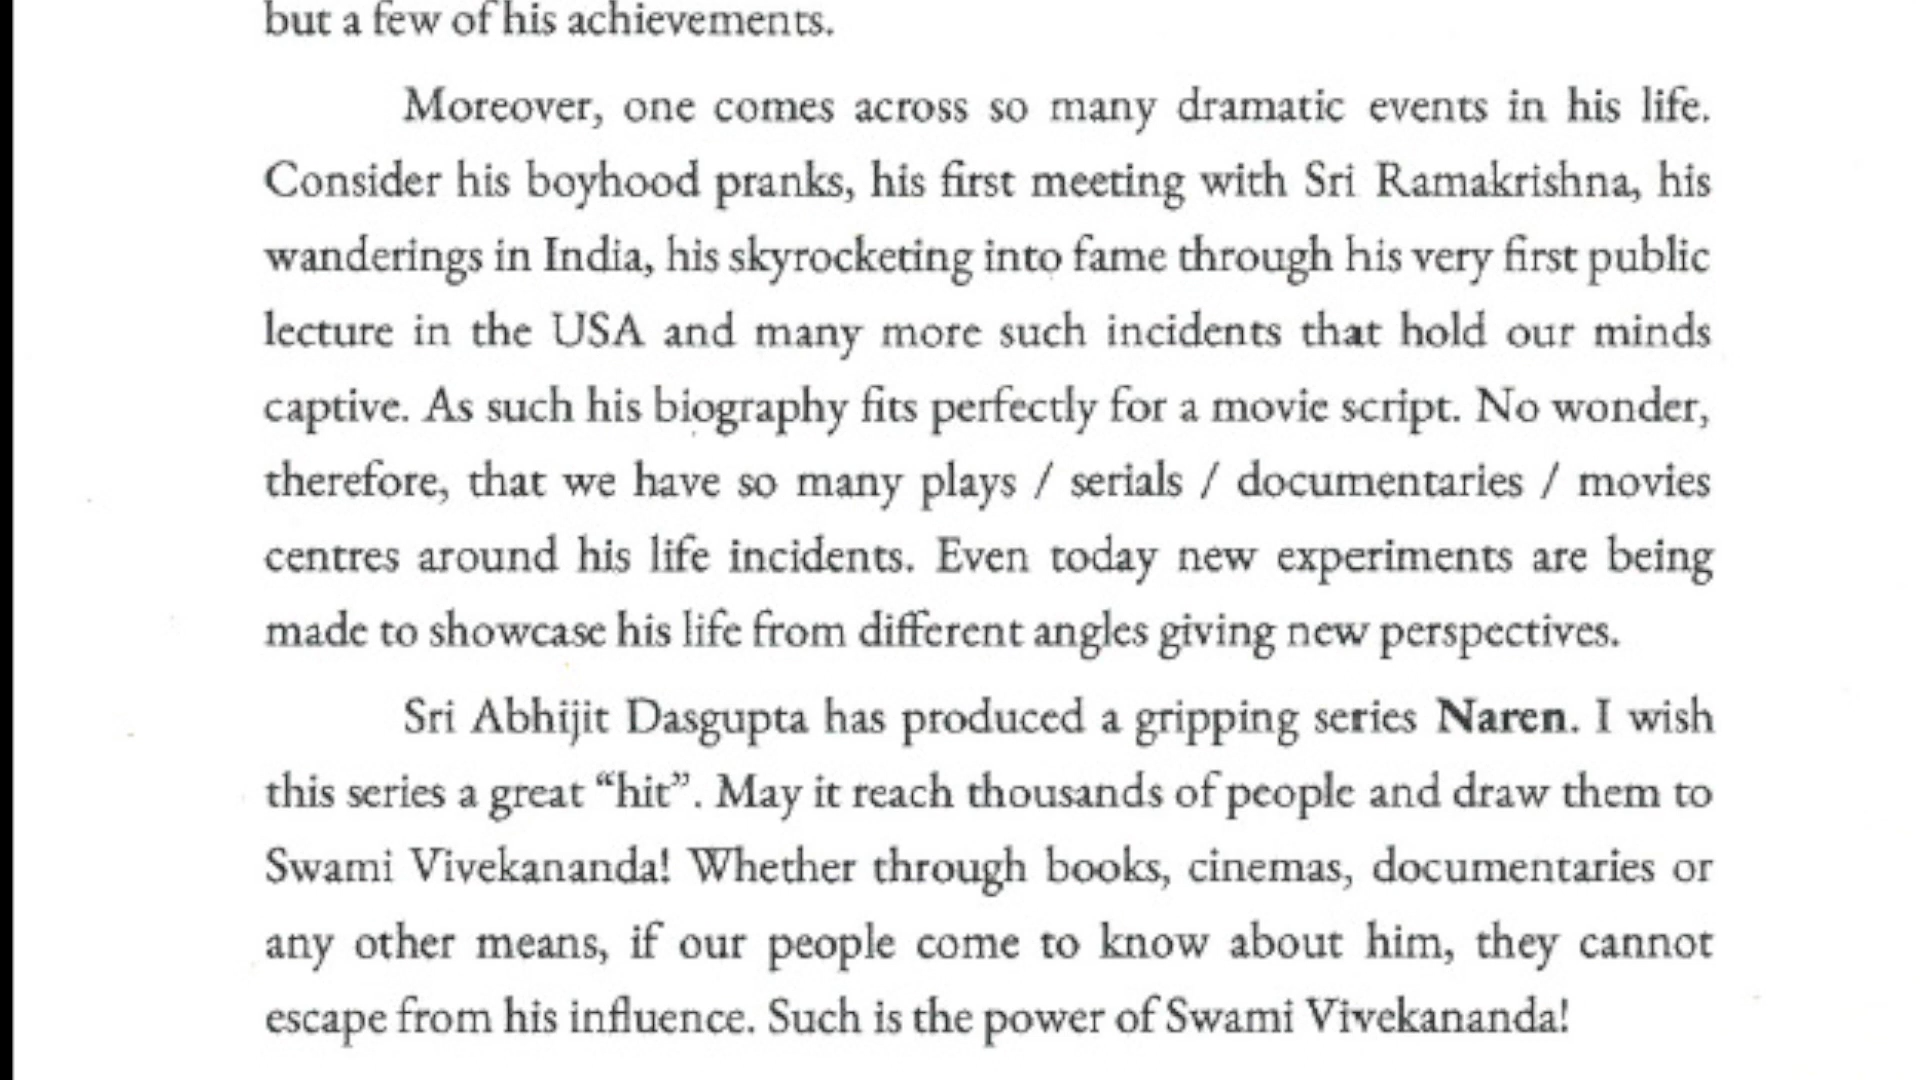 but a few of his achievements.
Moreover, one comes across so many dramatic events in his life.
Consider his boyhood pranks, his first meeting with Sri Ramakrishna, his
wanderings in India, his skyrocketing into fame through his very first public
lecture in the USA and many more such incidents that hold our minds
captive. As such his biography fits perfectly for a movie script. No wonder,
therefore, that we have so many plays / serials / documentaries / movies
centres around his life incidents. Even today new experiments are being
made to showcase his life from different angles giving new perspectives.
Sri Abhijit Dasgupta has produced a gripping series Naren. I wish
this series a great “hit”. May it reach thousands of people and draw them to
Swami Vivekananda! Whether through books, cinemas, documentaries or
any other means, if our people come to know about him, they cannot
escape from his influence. Such is the power of Swami Vivekananda!